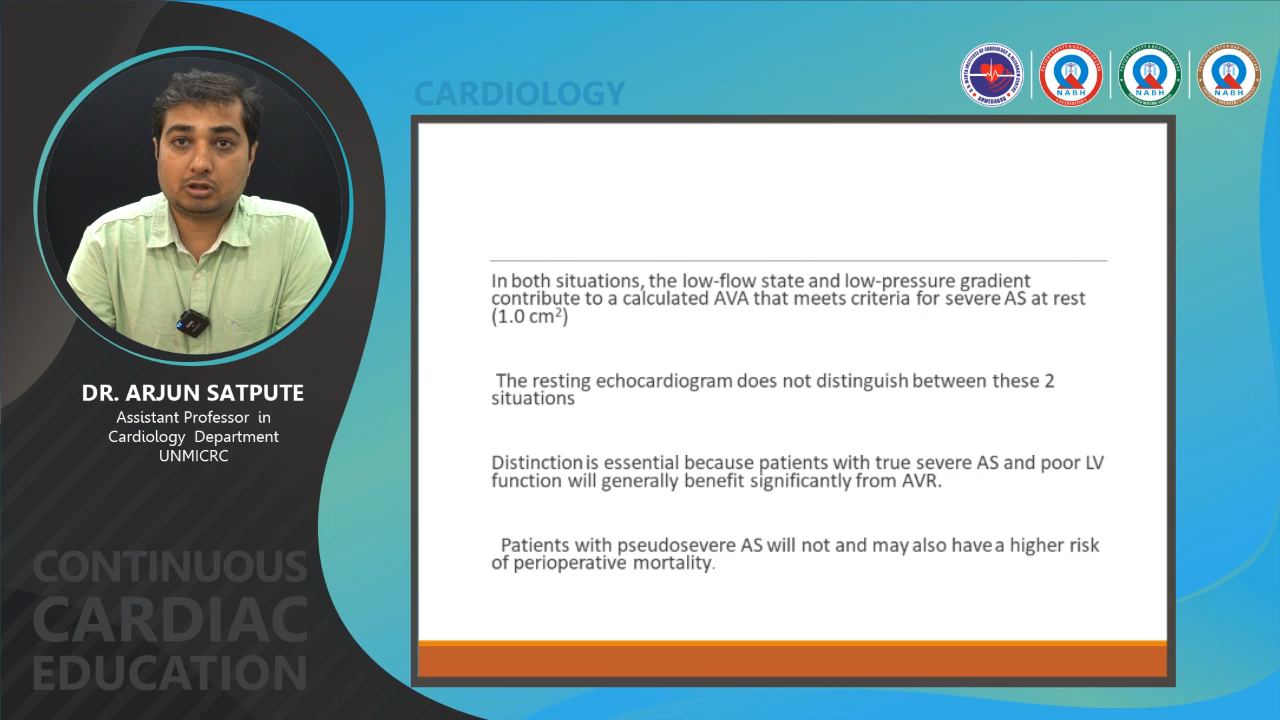 CARDIOLOGY
NABH
NABH
NABH
In both situations, the low-flow state and low-pressure gradient
contribute to a calculated AVA that meets criteria for severe AS at rest
(1.0 cm²)
The resting echocardiogram does not distinguish between these 2
situations
Distinction is essential because patients with true severe AS and poor LV
function will generally benefit significantly from AVR.
Patients with pseudosevere AS will not and may also have a higher risk
of perioperative mortality.
DR. ARJUN SATPUTE
Assistant Professor in
Cardiology Department
UNMICRC
CONTINUOUS
CARDIAC
EDUCATION